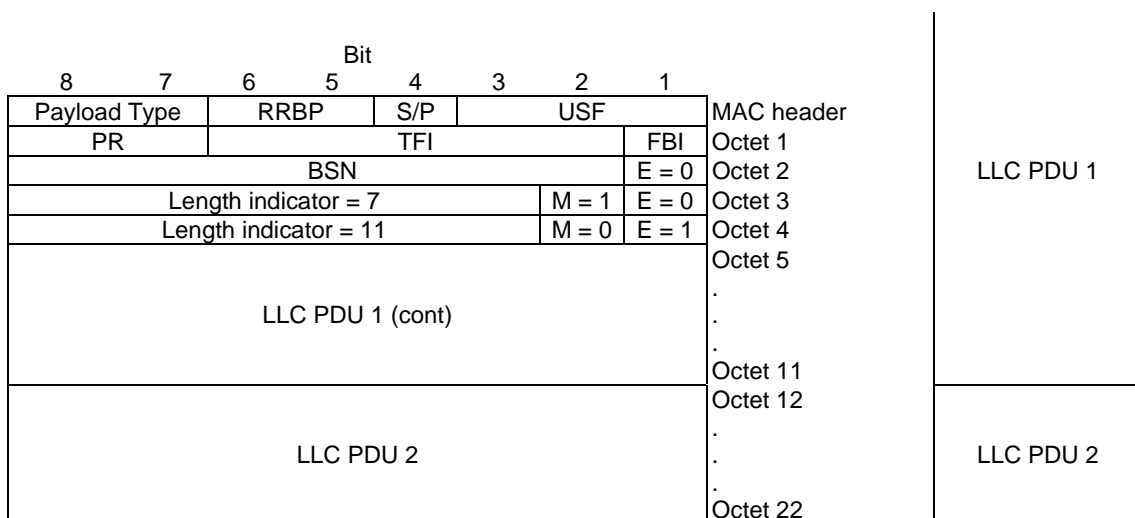 Bit
8 7 6 5 4 3 2 1
Payload Type RRBP S/P USF MAC header
PR TFI FBI Octet 1
BSN E = 0 Octet 2 LLC PDU 1
Length indicator = 7 M = 1 E = 0 Octet 3
Length indicator = 11 M = 0 E = 1 Octet 4
Octet 5
.
LLC PDU 1 (cont) .
.
Octet 11
Octet 12
.
LLC PDU 2 . LLC PDU 2
.
Octet 22